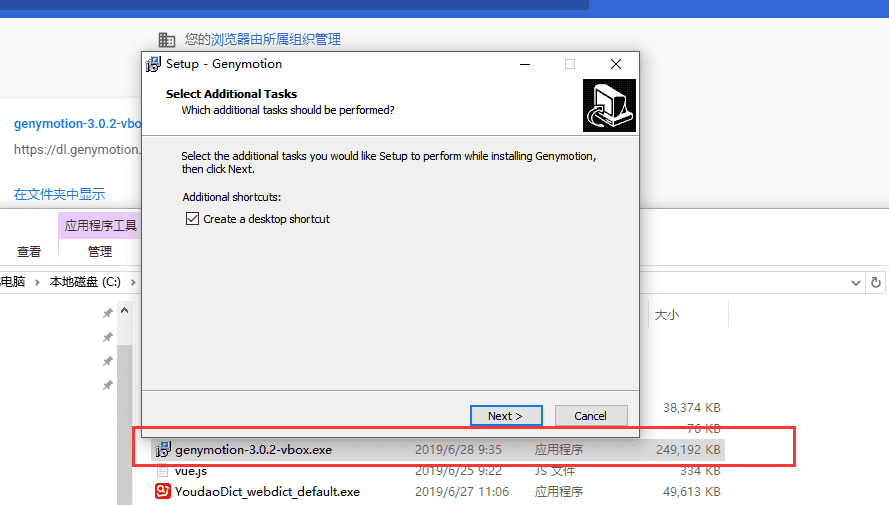 您的浏览器由所属组织管理
Setup - Genymotion
Select Additional Tasks
Which additional tasks should be performed?
genymotion-3.0.2-vbo
https://dl.genymotion.
在文件夹中显示
Select the additional tasks you would like Setup to perform while installing Genymotion,
then click Next.
Additional shortcuts:
Create a desktop shortcut
应用程序工具
查看 管理
电脑 › 本地磁盘 (C:) ›
大小
38,374 KB
Next > Cancel
76 KB
genymotion-3.0.2-vbox.exe 2019/6/28 9:35 应用程序 249,192 KB
vue.js 2019/6/25 9:22 JS 文件 334 KB
YoudaoDict_webdict_default.exe 2019/6/27 11:06 应用程序 49,613 KB